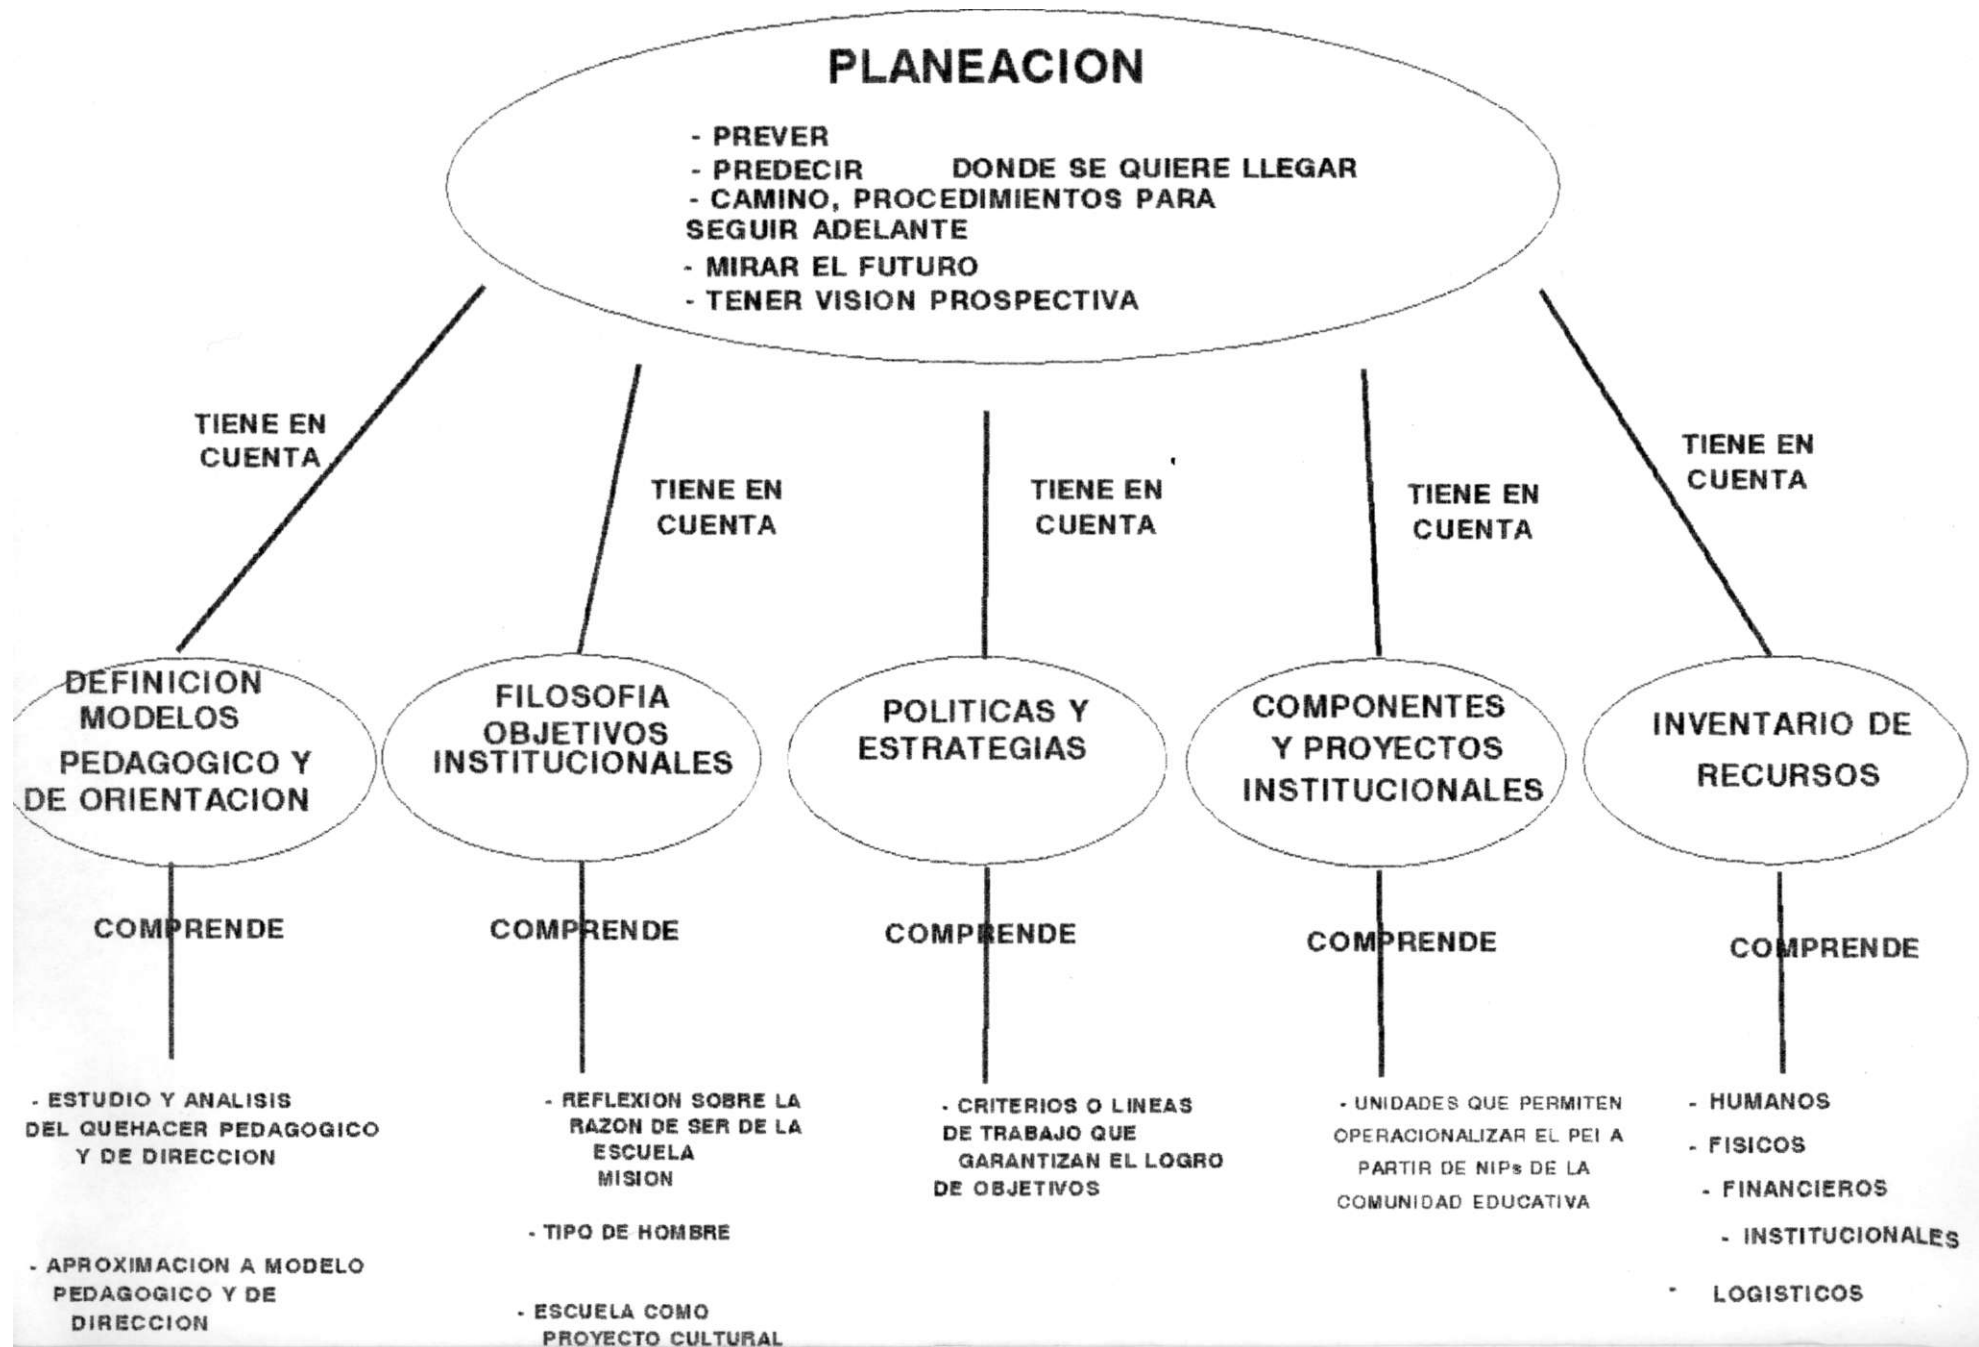 PLANEACION
- PREVER
- PREDECIR DONDE SE QUIERE LLEGAR
- CAMINO, PROCEDIMIENTOS PARA
SEGUIR ADELANTE
- MIRAR EL FUTURO
- TENER VISION PROSPECTIVA
TIENE EN
CUENTA
TIENE EN
CUENTA
TIENE EN
CUENTA
TIENE EN
CUENTA
TIENE EN
CUENTA
DEFINICION
MODELOS
PEDAGOGICO Y
DE ORIENTACION
FILOSOFIA
OBJETIVOS
INSTITUCIONALES
POLITICAS Y
ESTRATEGIAS
COMPONENTES
Y PROYECTOS
INSTITUCIONALES
INVENTARIO DE
RECURSOS
COMPRENDE
COMPRENDE
COMPRENDE
COMPRENDE
COMPRENDE
- ESTUDIO Y ANALISIS
DEL QUEHACER PEDAGOGICO
Y DE DIRECCION
- APROXIMACION A MODELO
PEDAGOGICO Y DE
DIRECCION
- REFLEXION SOBRE LA
RAZON DE SER DE LA
ESCUELA
MISION
- TIPO DE HOMBRE
- ESCUELA COMO
PROYECTO CULTURAL
- CRITERIOS O LINEAS
DE TRABAJO QUE
GARANTIZAN EL LOGRO
DE OBJETIVOS
- UNIDADES QUE PERMITEN
OPERACIONALIZAR EL PEI A
PARTIR DE NIPs DE LA
COMUNIDAD EDUCATIVA
- HUMANOS
- FISICOS
- FINANCIEROS
- INSTITUCIONALES
- LOGISTICOS